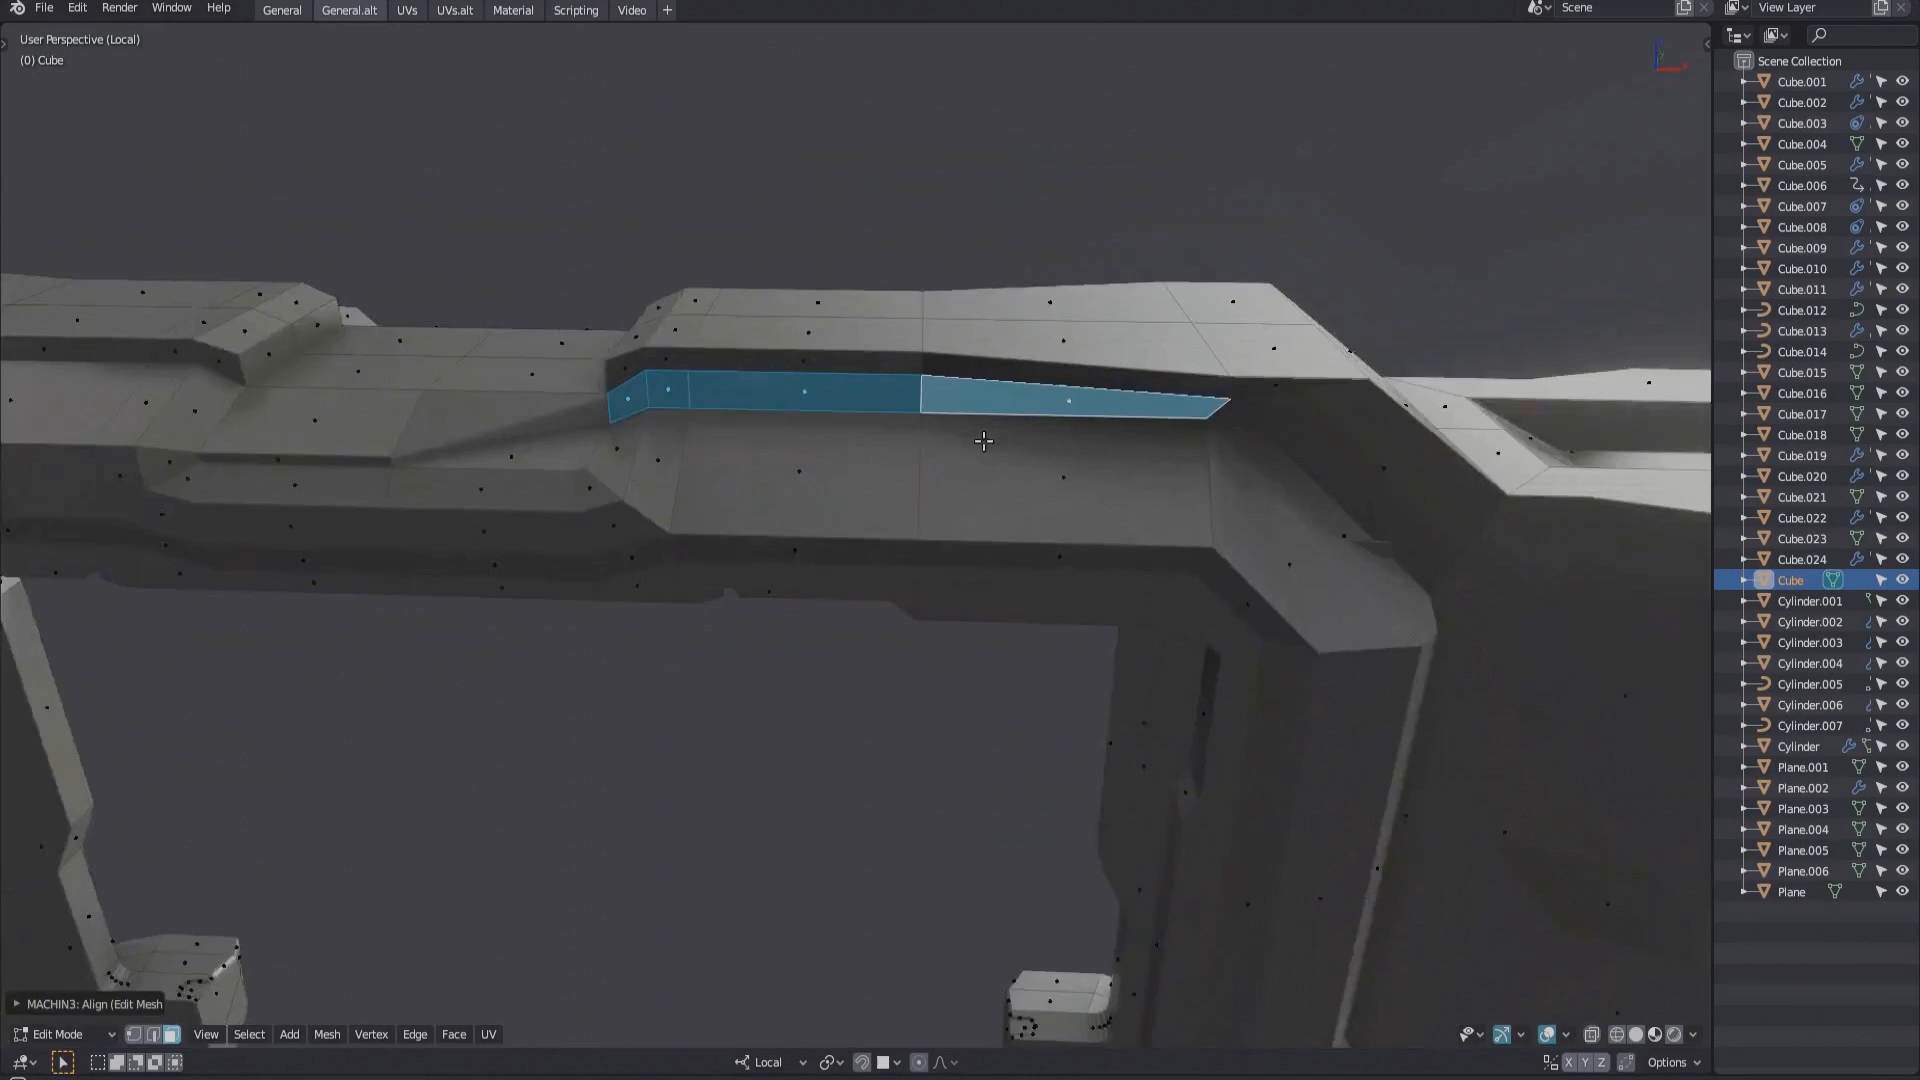 File Edit Render Window Help General General.alt UVs UVs.alt Material Scripting Video + Scene View Layer
User Perspective (Local)
(0) Cube
Scene Collection
Cube.001
Cube.002
Cube.003
Cube.004
Cube.005
Cube.006
Cube.007
Cube.008
Cube.009
Cube.010
Cube.011
Cube.012
Cube.013
Cube.014
Cube.015
Cube.016
Cube.017
Cube.018
Cube.019
Cube.020
Cube.021
Cube.022
Cube.023
Cube.024
Cube
Cylinder.001
Cylinder.002
Cylinder.003
Cylinder.004
Cylinder.005
Cylinder.006
Cylinder.007
Cylinder
Plane.001
Plane.002
Plane.003
Plane.004
Plane.005
Plane.006
Plane
MACHIN3: Align (Edit Mesh
Edit Mode View Select Add Mesh Vertex Edge Face UV
Local X Y Z Options